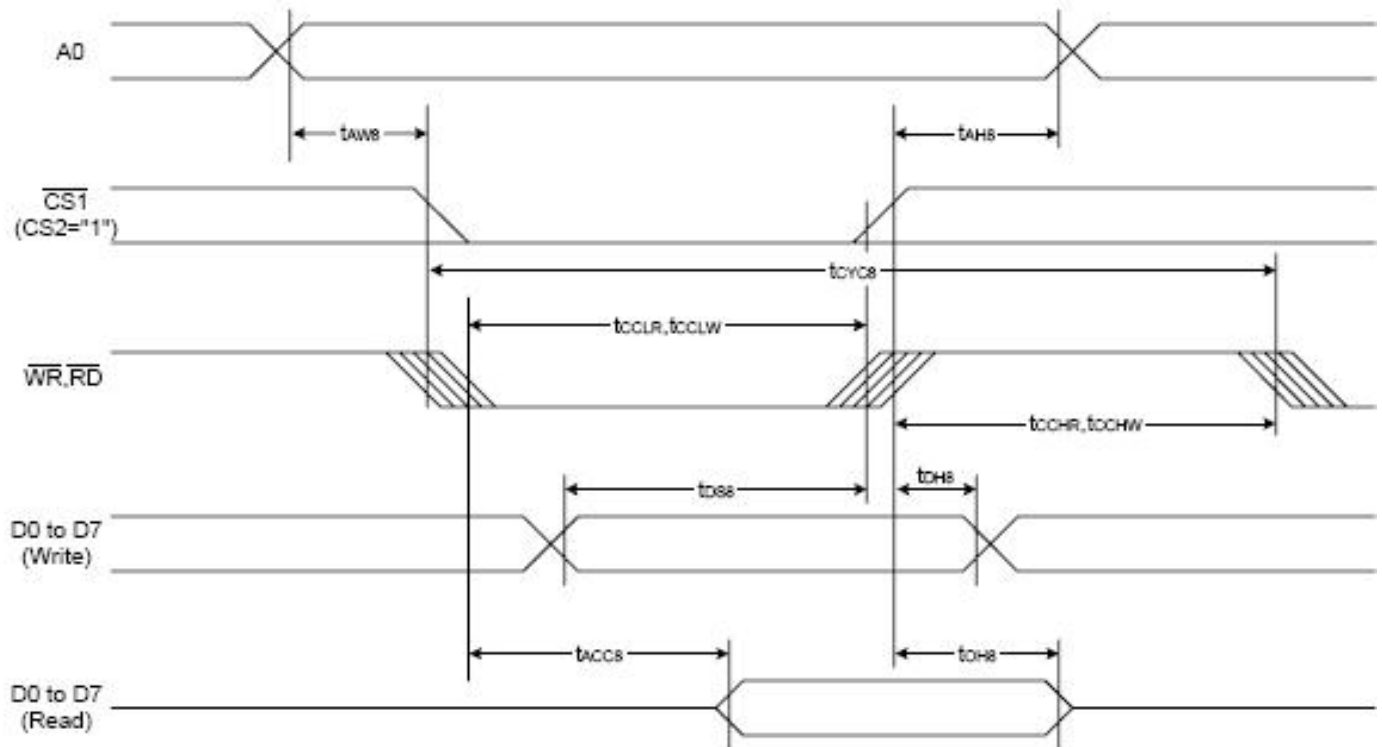 A0
tAW8
tAH8
CS1
(CS2="1")
tCYC8
tCCLR,tCCLW
WR,RD
tCCHR,tCCHW
tDS8
tDH8
D0 to D7
(Write)
tACC8
tOH8
D0 to D7
(Read)